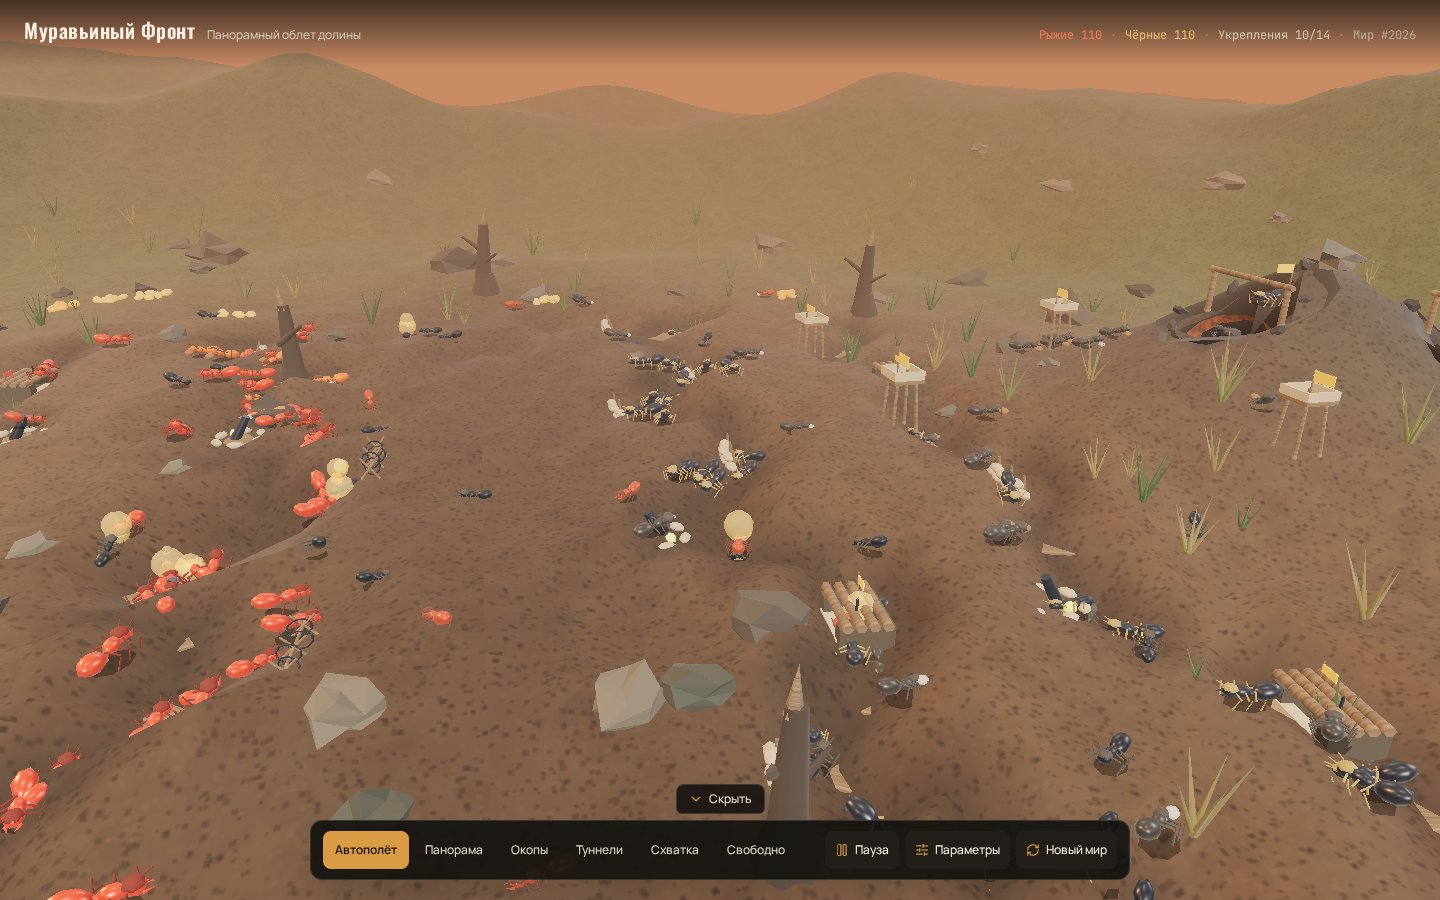 Муравьиный Фронт Панорамный облет долины
Рыжие 110 · Чёрные 110 · Укрепления 10/14 · Мир #2026
Скрыть
Автополёт Панорама Окопы Туннели Схватка Свободно Пауза Параметры Новый мир